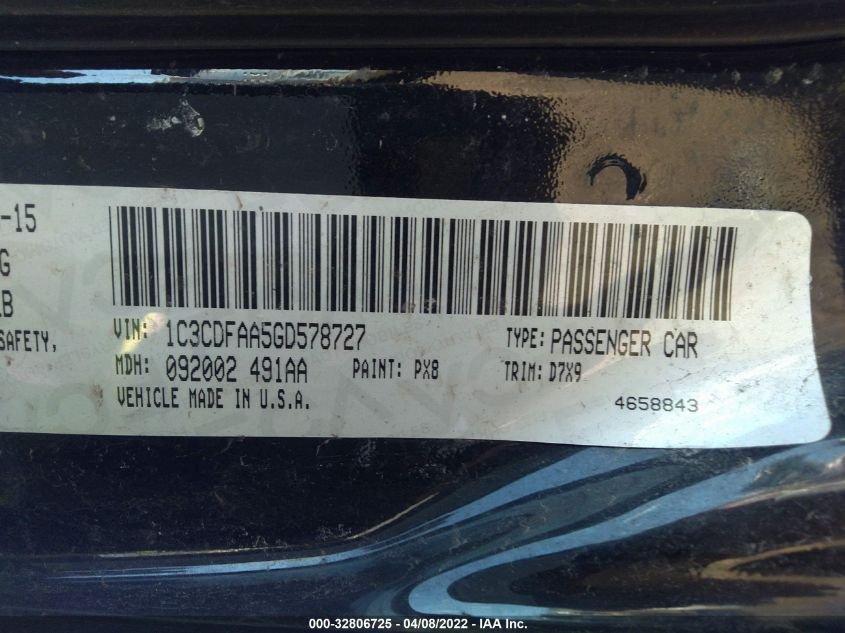 -15
G
LB
SAFETY,
VIN: 1C3CDFAA5GD578727 TYPE: PASSENGER CAR
MDH: 092002 491AA PAINT: PX8 TRIM: D7X9
VEHICLE MADE IN U.S.A. 4658843
000-32806725 - 04/08/2022 - IAA Inc.